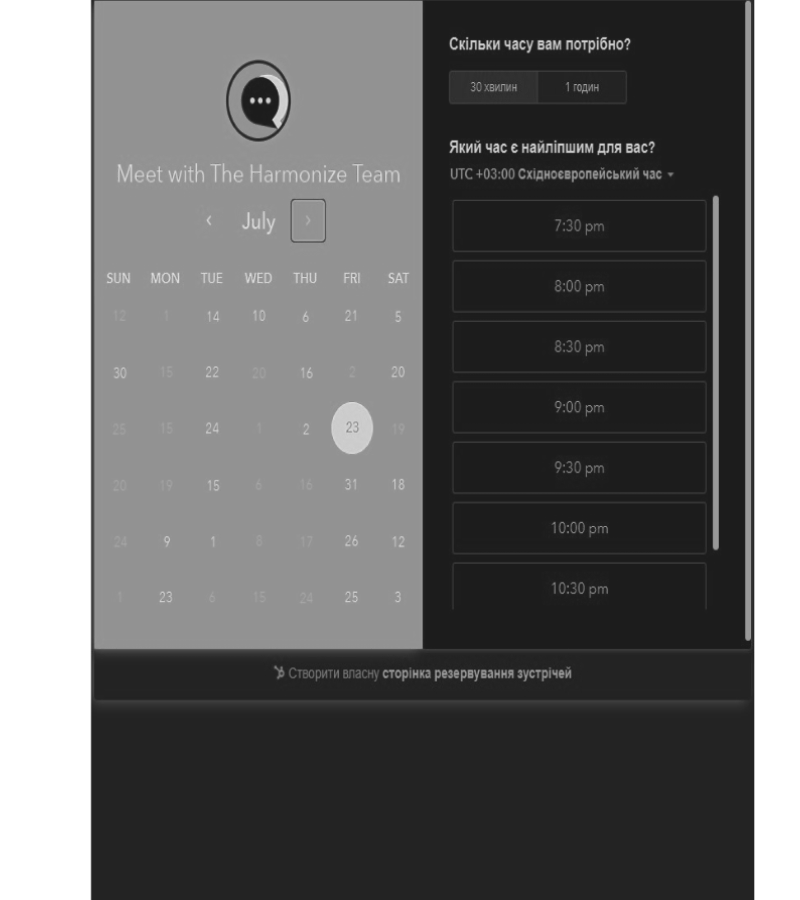 Meet with The Harmonize Team
July
SUN MON TUE WED THU FRI SAT
12 1 14 10 6 21 5
30 15 22 20 16 2 20
25 15 24 1 2 23 19
20 19 15 6 16 31 18
24 9 1 8 17 26 12
1 23 6 15 24 25 3
Скільки часу вам потрібно?
30 хвилин 1 годин
Який час є найліпшим для вас?
UTC +03:00 Східноєвропейський час
7:30 pm
8:00 pm
8:30 pm
9:00 pm
9:30 pm
10:00 pm
10:30 pm
Створити власну сторінка резервування зустрічей